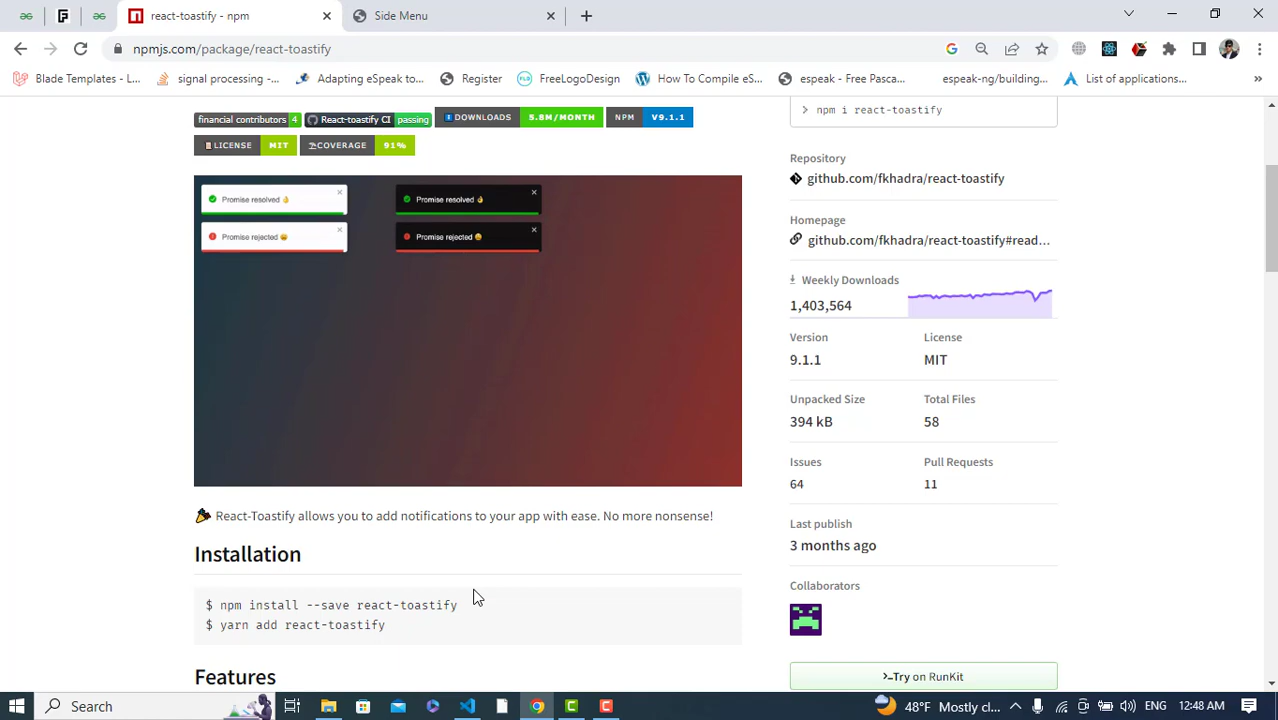 react-toastify - npm
Side Menu
npmjs.com/package/react-toastify
Blade Templates - L...
signal processing -...
Adapting eSpeak to...
Register
FreeLogoDesign
How To Compile eS...
espeak - Free Pasca...
espeak-ng/building...
List of applications...
financial contributors 4
React-toastify CI passing
DOWNLOADS 5.8M/MONTH
NPM V9.1.1
LICENSE MIT
COVERAGE 91%
Promise resolved 👌
Promise resolved 👌
Promise rejected
Promise rejected
🎉 React-Toastify allows you to add notifications to your app with ease. No more nonsense!
Installation
$ npm install --save react-toastify
$ yarn add react-toastify
Features
> npm i react-toastify
Repository
github.com/fkhadra/react-toastify
Homepage
github.com/fkhadra/react-toastify#read...
Weekly Downloads
1,403,564
Version
License
9.1.1
MIT
Unpacked Size
Total Files
394 kB
58
Issues
Pull Requests
64
11
Last publish
3 months ago
Collaborators
>_Try on RunKit
Search
48°F Mostly cl...
ENG
12:48 AM